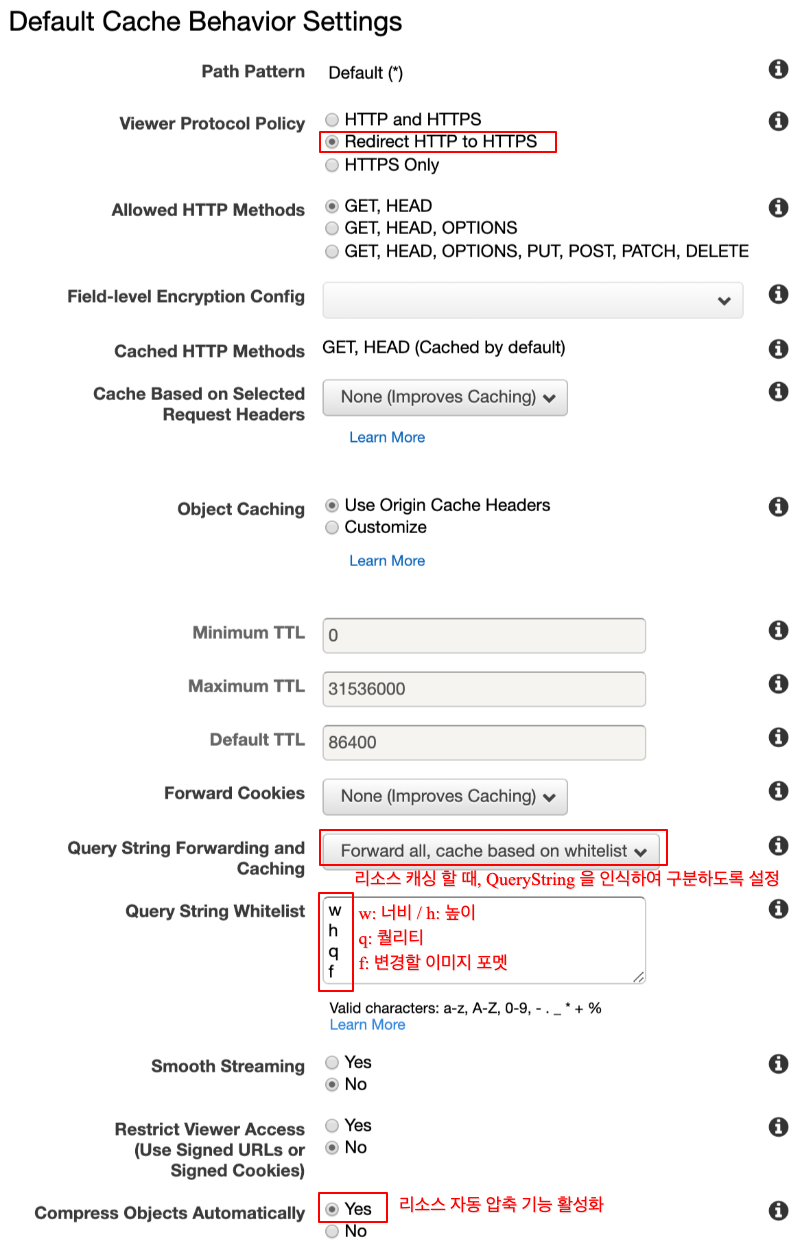 Default Cache Behavior Settings
Path Pattern Default (*)
Viewer Protocol Policy HTTP and HTTPS
Redirect HTTP to HTTPS
HTTPS Only
Allowed HTTP Methods GET, HEAD
GET, HEAD, OPTIONS
GET, HEAD, OPTIONS, PUT, POST, PATCH, DELETE
Field-level Encryption Config
Cached HTTP Methods GET, HEAD (Cached by default)
Cache Based on Selected
Request Headers
None (Improves Caching)
Learn More
Object Caching Use Origin Cache Headers
Customize
Learn More
Minimum TTL 0
Maximum TTL 31536000
Default TTL 86400
Forward Cookies None (Improves Caching)
Query String Forwarding and
Caching
Forward all, cache based on whitelist
리소스 캐싱 할 때, QueryString 을 인식하여 구분하도록 설정
Query String Whitelist
w
h
q
f
w: 너비 / h: 높이
q: 퀄리티
f: 변경할 이미지 포멧
Valid characters: a-z, A-Z, 0-9, - . _ * + %
Learn More
Smooth Streaming Yes
No
Restrict Viewer Access
(Use Signed URLs or
Signed Cookies)
Yes
No
Compress Objects Automatically Yes 리소스 자동 압축 기능 활성화
No